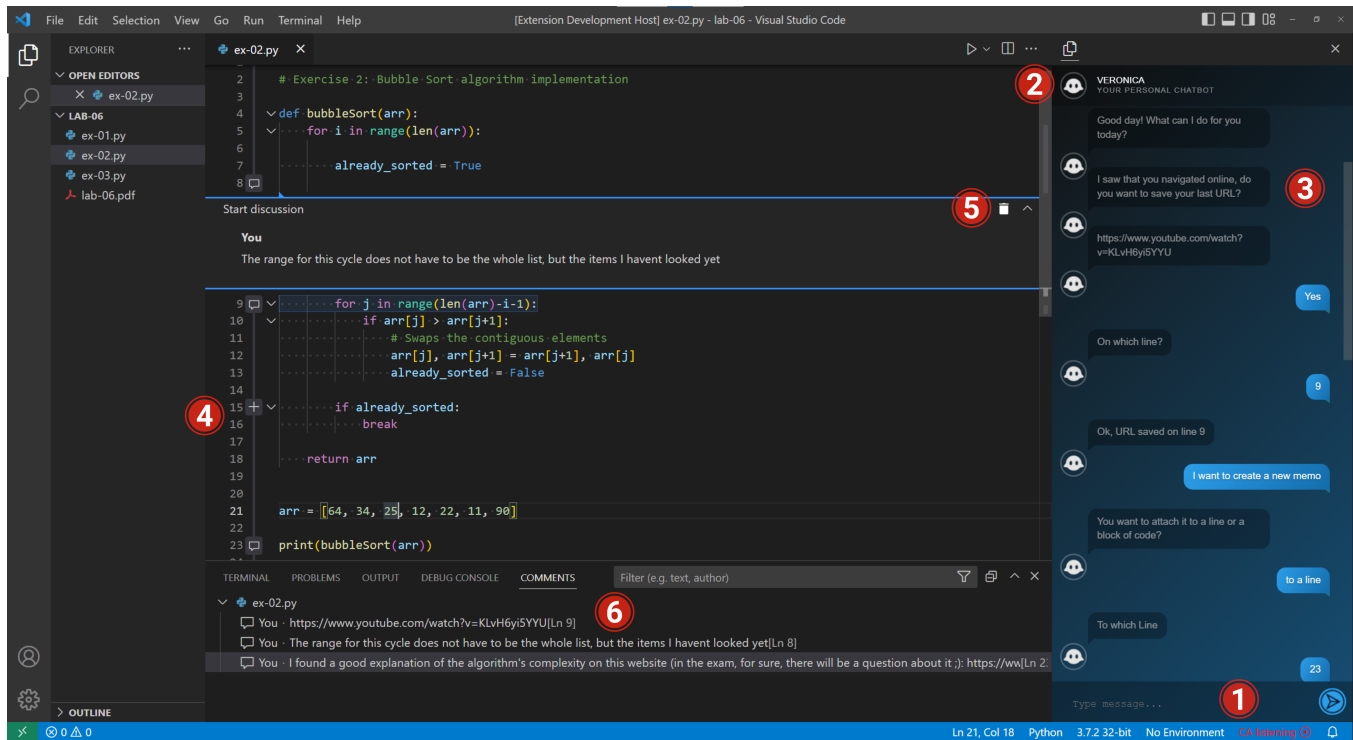 File Edit Selection View Go Run Terminal Help [Extension Development Host] ex-02.py - lab-06 - Visual Studio Code
EXPLORER
OPEN EDITORS
ex-02.py
LAB-06
ex-01.py
ex-02.py
ex-03.py
lab-06.pdf
OUTLINE
ex-02.py
2 # Exercise 2: Bubble Sort algorithm implementation
3
4 def bubbleSort(arr):
5 for i in range(len(arr)):
6
7 already_sorted = True
8
Start discussion
5
You
The range for this cycle does not have to be the whole list, but the items I havent looked yet
9 for j in range(len(arr)-i-1):
10 if arr[j] > arr[j+1]:
11 # Swaps the contiguous elements
12 arr[j], arr[j+1] = arr[j+1], arr[j]
13 already_sorted = False
14
4
15 if already_sorted:
16 break
17
18 return arr
19
20
21 arr = [64, 34, 25, 12, 22, 11, 90]
22
23 print(bubbleSort(arr))
TERMINAL PROBLEMS OUTPUT DEBUG CONSOLE COMMENTS Filter (e.g. text, author)
ex-02.py
6
You · https://www.youtube.com/watch?v=KLvH6yi5YYU[Ln 9]
You · The range for this cycle does not have to be the whole list, but the items I havent looked yet[Ln 8]
You · I found a good explanation of the algorithm's complexity on this website (in the exam, for sure, there will be a question about it ;): https://ww[Ln 2
2
VERONICA
YOUR PERSONAL CHATBOT
Good day! What can I do for you
today?
I saw that you navigated online, do
you want to save your last URL?
3
https://www.youtube.com/watch?
v=KLvH6yi5YYU
Yes
On which line?
9
Ok, URL saved on line 9
I want to create a new memo
You want to attach it to a line or a
block of code?
to a line
To which Line
23
Type message...
1
0 0 Ln 21, Col 18 Python 3.7.2 32-bit No Environment CA listening